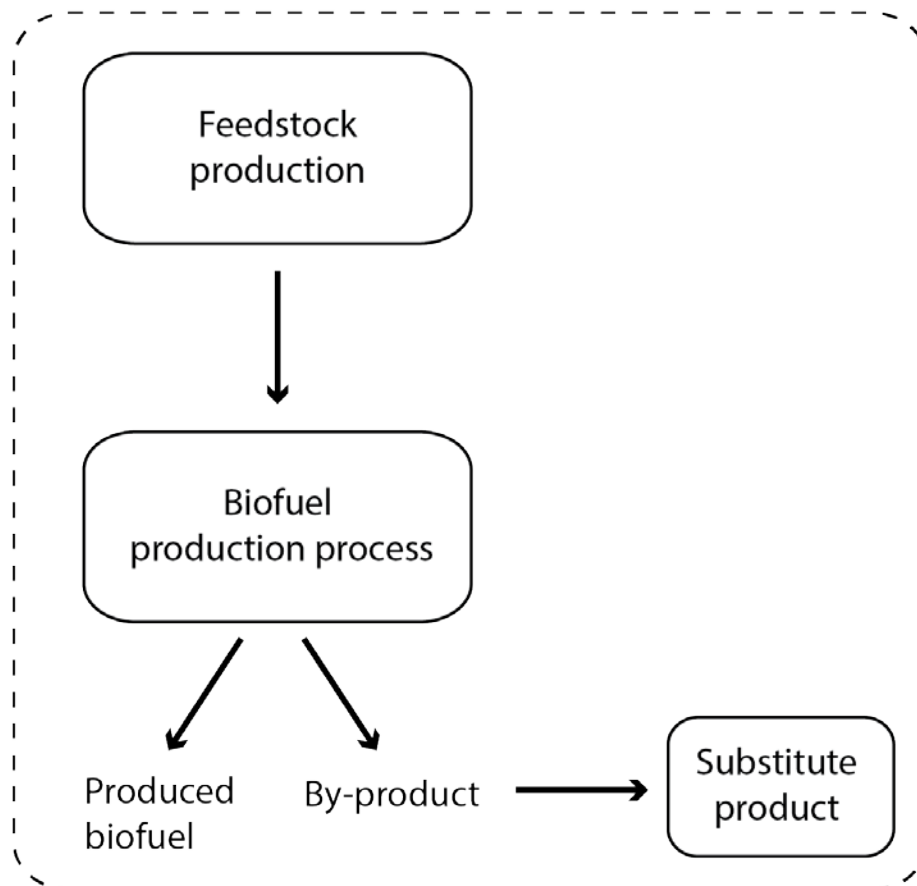 Feedstock
production
Biofuel
production process
Produced
biofuel
By-product
Substitute
product